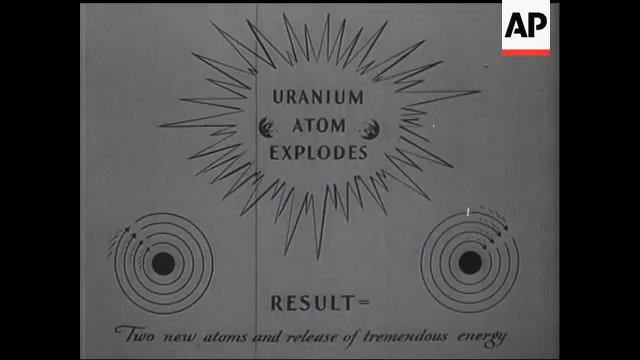 AP
URANIUM
ATOM
EXPLODES
RESULT=
Two new atoms and release of tremendous energy